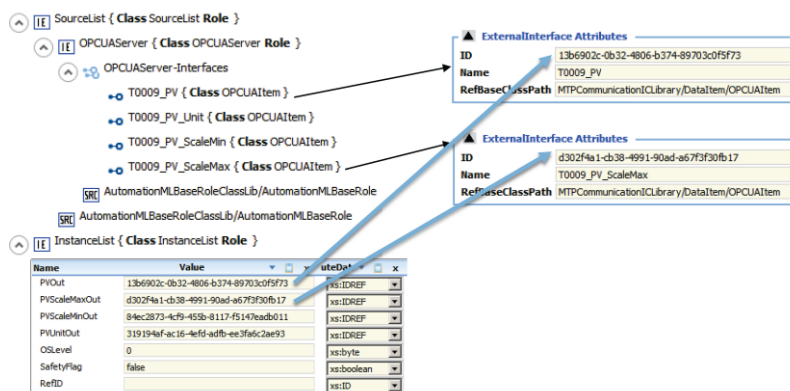 SourceList { Class SourceList Role }
OPCUAServer { Class OPCUAServer Role }
OPCUAServer-Interfaces
T0009_PV { Class OPCUAItem }
T0009_PV_Unit { Class OPCUAItem }
T0009_PV_ScaleMin { Class OPCUAItem }
T0009_PV_ScaleMax { Class OPCUAItem }
SRC AutomationMLBaseRoleClassLib/AutomationMLBaseRole
SRC AutomationMLBaseRoleClassLib/AutomationMLBaseRole
IE InstanceList { Class InstanceList Role }
ExternalInterface Attributes
ID 13b6902c-0b32-4806-b374-89703c0f5f73
Name T0009_PV
RefBaseClassPath MTPCommunicationICLibrary/DataItem/OPCUAItem
ExternalInterface Attributes
ID d302f4a1-cb38-4991-90ad-a67f3f30fb17
Name T0009_PV_ScaleMax
RefBaseClassPath MTPCommunicationICLibrary/DataItem/OPCUAItem
Name Value x uteDat x
PVOut 13b6902c-0b32-4806-b374-89703c0f5f73 xs:IDREF
PVScaleMaxOut d302f4a1-cb38-4991-90ad-a67f3f30fb17 xs:IDREF
PVScaleMinOut 84ec2873-4cf9-455b-8117-f5147eadb011 xs:IDREF
PVUnitOut 319194af-ac16-4efd-adfb-ee3fa6c2ae93 xs:IDREF
OSLevel 0 xs:byte
SafetyFlag false xs:boolean
RefID xs:ID